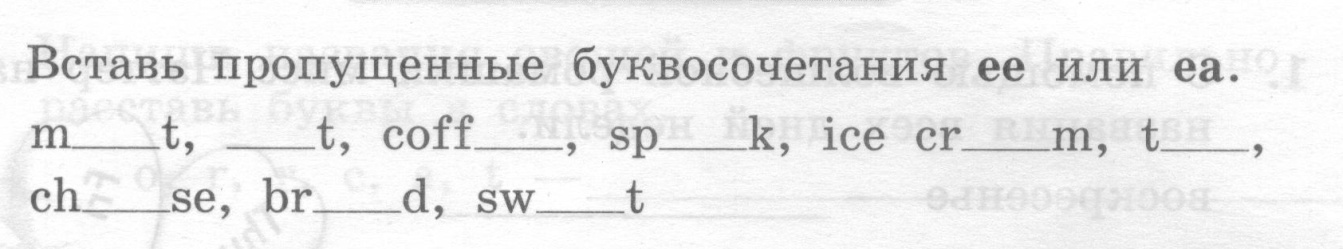 Вставь пропущенные буквосочетания ee или ea.
m____t, ____t, coff____, sp____k, ice cr____m, t____,
ch____se, br____d, sw____t